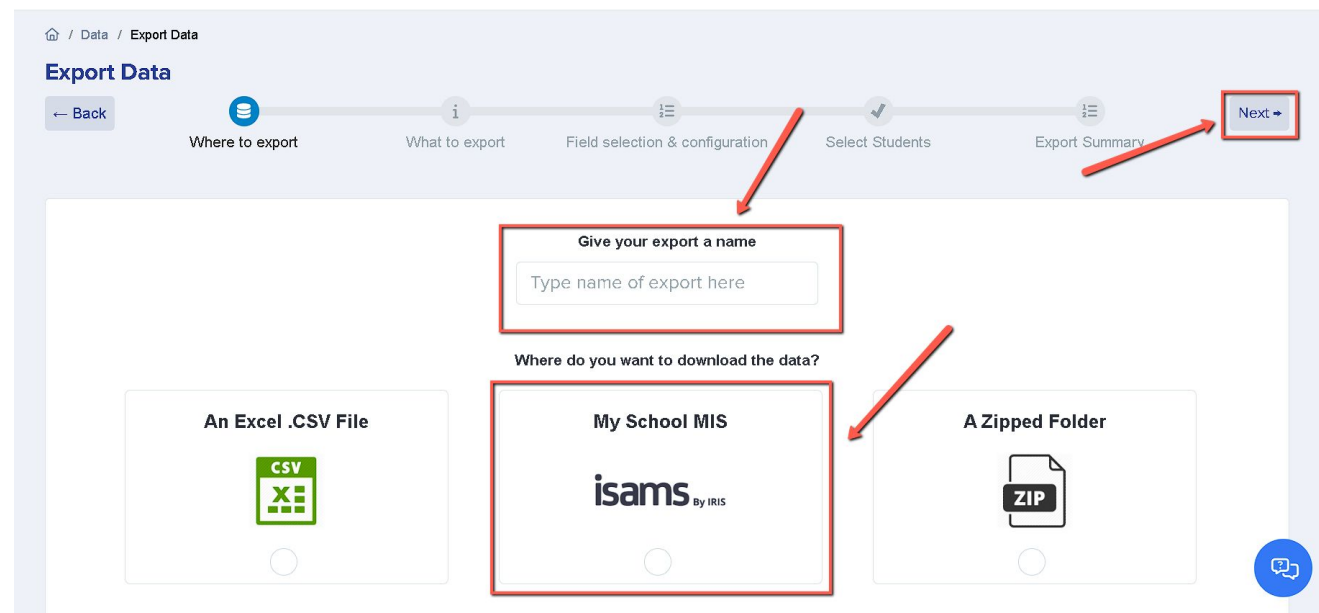 / Data / Export Data
Export Data
← Back
Where to export
i
What to export
Field selection & configuration
Select Students
Export Summary
Next →
Give your export a name
Type name of export here
Where do you want to download the data?
An Excel .CSV File
CSV
X
My School MIS
isams By IRIS
A Zipped Folder
ZIP
?